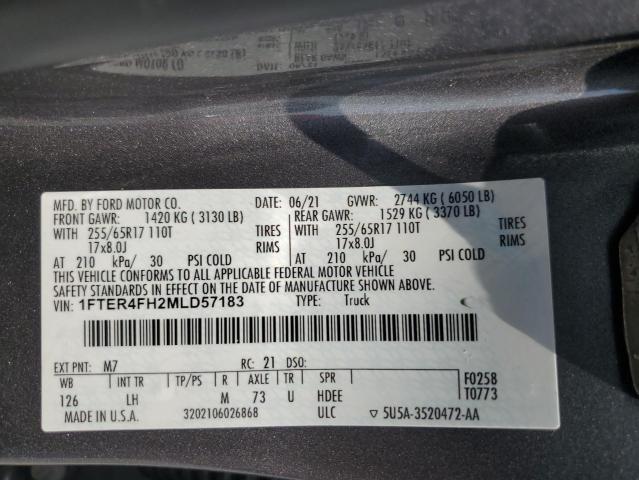 MFD. BY FORD MOTOR CO. DATE: 06/21 GVWR: 2744 KG ( 6050 LB)
FRONT GAWR: 1420 KG ( 3130 LB) REAR GAWR: 1529 KG ( 3370 LB)
WITH 255/65R17 110T TIRES WITH 255/65R17 110T TIRES
17x8.0J RIMS 17x8.0J RIMS
AT 210 kPa/ 30 PSI COLD AT 210 kPa/ 30 PSI COLD
THIS VEHICLE CONFORMS TO ALL APPLICABLE FEDERAL MOTOR VEHICLE
SAFETY STANDARDS IN EFFECT ON THE DATE OF MANUFACTURE SHOWN ABOVE.
VIN: 1FTER4FH2MLD57183 TYPE: Truck
EXT PNT: M7 RC: 21 DSO:
WB INT TR TP/PS R AXLE TR SPR F0258
126 LH M 73 U HDEE T0773
MADE IN U.S.A. 3202106026868 ULC ▽ 5U5A-3520472-AA